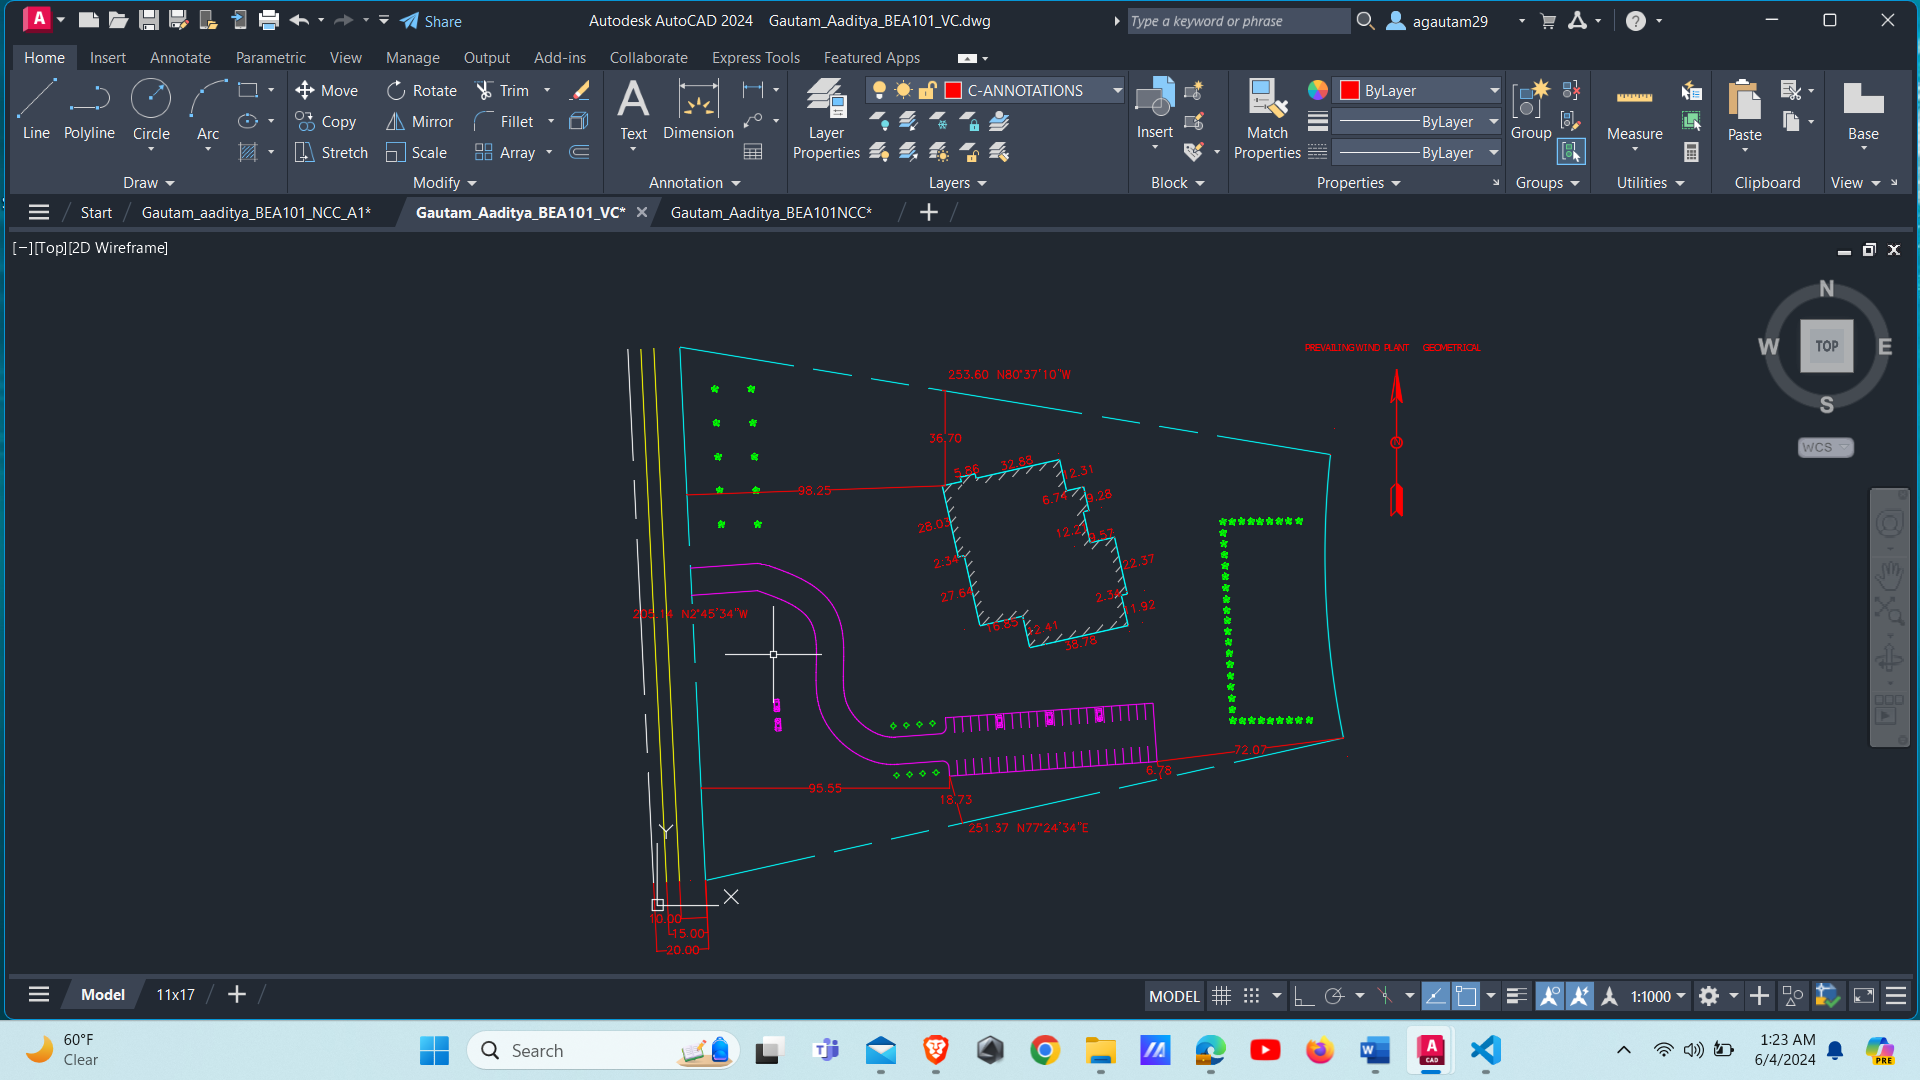 A Share Autodesk AutoCAD 2024 Gautam_Aaditya_BEA101_VC.dwg Type a keyword or phrase agautam29 ?
Home Insert Annotate Parametric View Manage Output Add-ins Collaborate Express Tools Featured Apps
Line Polyline Circle Arc
Draw
Move Rotate Trim
Copy Mirror Fillet
Stretch Scale Array
Modify
A Text Dimension
Annotation
Layer Properties
C-ANNOTATIONS
Layers
Insert
Block
Match Properties
ByLayer
ByLayer
ByLayer
Properties
Group
Groups
Measure
Utilities
Paste
Clipboard
Base
View
Start Gautam_aaditya_BEA101_NCC_A1* Gautam_Aaditya_BEA101_VC* Gautam_Aaditya_BEA101NCC*
[−][Top][2D Wireframe]
N
W TOP E
S
WCS
PREVAILING WIND PLANT GEOMETRICAL
N
253.60 N80°37'10"W
36.70
98.25
5.86 32.88 12.31
6.74 9.28
28.03
12.22 9.57
2.34 22.37
27.64 2.34 11.92
16.85 12.41
38.78
205.14 N2°45'34"W
72.07
6.78
95.55
18.73
251.37 N77°24'34"E
Y
X
10.00
15.00
20.00
Model 11x17
MODEL 1:1000
60°F
Clear
Search
A CAD
PRE
1:23 AM
6/4/2024